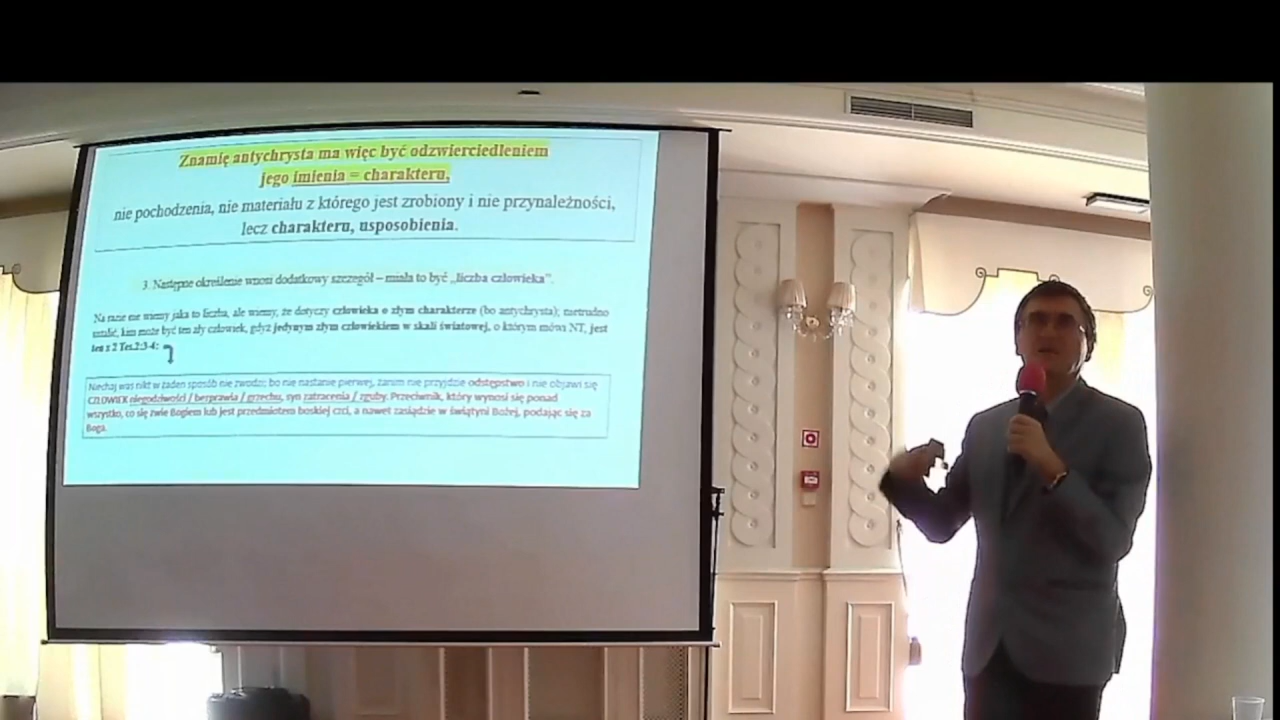 Znamię antychrysta ma więc być odzwierciedleniem
jego imienia = charakteru,
nie pochodzenia, nie materiału z którego jest zrobiony i nie przynależności,
lecz charakteru, usposobienia.
3. Następne określenie wnosi dodatkowy szczegół – miała to być „liczba człowieka”.
Na razie nie wiemy jaka to liczba, ale wiemy, że dotyczy człowieka o złym charakterze (bo antychrysta); nietrudno
ustalić, kim może być ten zły człowiek, gdyż jedynym złym człowiekiem w skali światowej, o którym mówi NT, jest
ten z 2 Tes.2:3-4:
Niechaj was nikt w żaden sposób nie zwodzi; bo nie nastanie pierwej, zanim nie przyjdzie odstępstwo i nie objawi się
CZŁOWIEK niegodziwości / bezprawia / grzechu, syn zatracenia / zguby. Przeciwnik, który wynosi się ponad
wszystko, co się zwie Bogiem lub jest przedmiotem boskiej czci, a nawet zasiądzie w świątyni Bożej, podając się za
Boga.